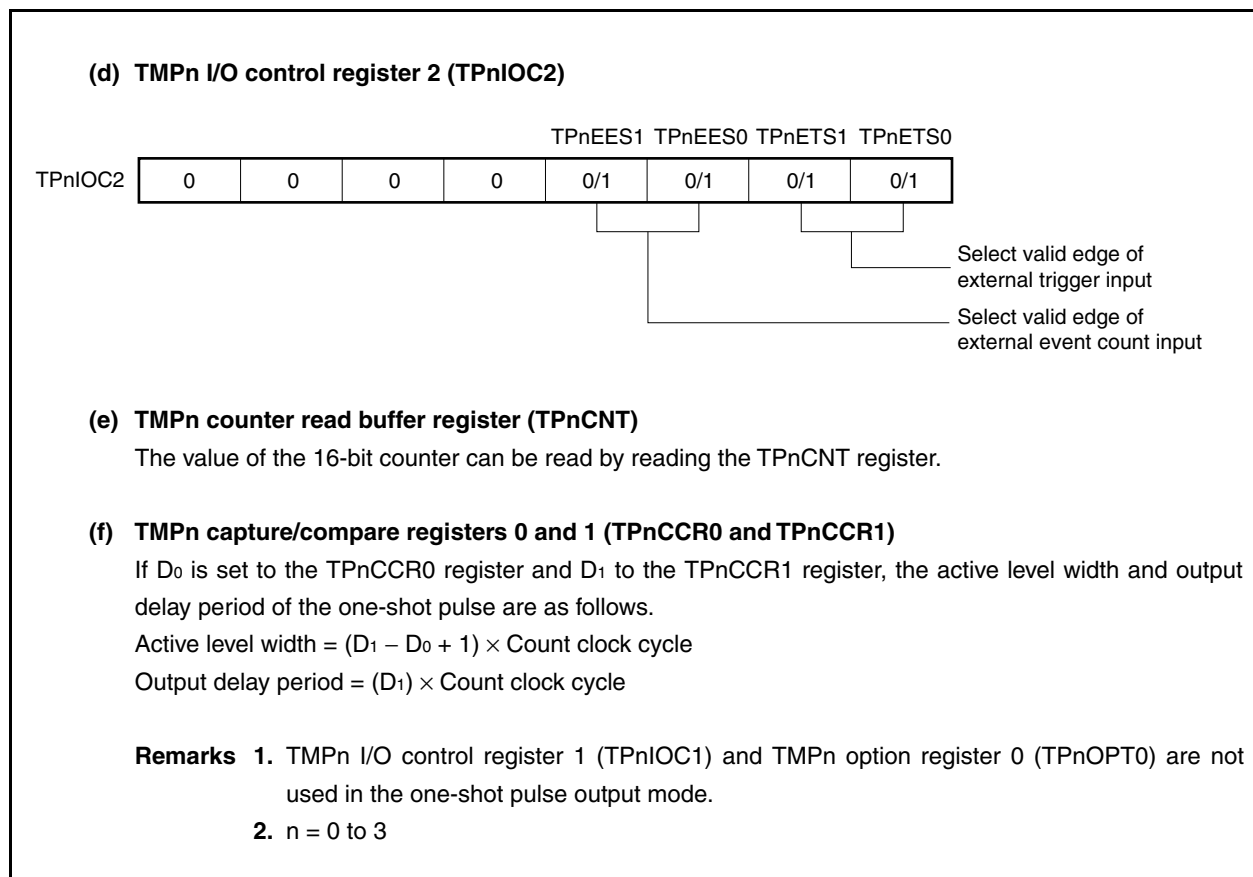 (d) TMPn I/O control register 2 (TPnIOC2)
TPnEES1 TPnEES0 TPnETS1 TPnETS0
TPnIOC2 0 0 0 0 0/1 0/1 0/1 0/1
Select valid edge of
external trigger input
Select valid edge of
external event count input
(e) TMPn counter read buffer register (TPnCNT)
The value of the 16-bit counter can be read by reading the TPnCNT register.
(f) TMPn capture/compare registers 0 and 1 (TPnCCR0 and TPnCCR1)
If D0 is set to the TPnCCR0 register and D1 to the TPnCCR1 register, the active level width and output
delay period of the one-shot pulse are as follows.
Active level width = (D1 − D0 + 1) × Count clock cycle
Output delay period = (D1) × Count clock cycle
Remarks 1. TMPn I/O control register 1 (TPnIOC1) and TMPn option register 0 (TPnOPT0) are not
used in the one-shot pulse output mode.
2. n = 0 to 3